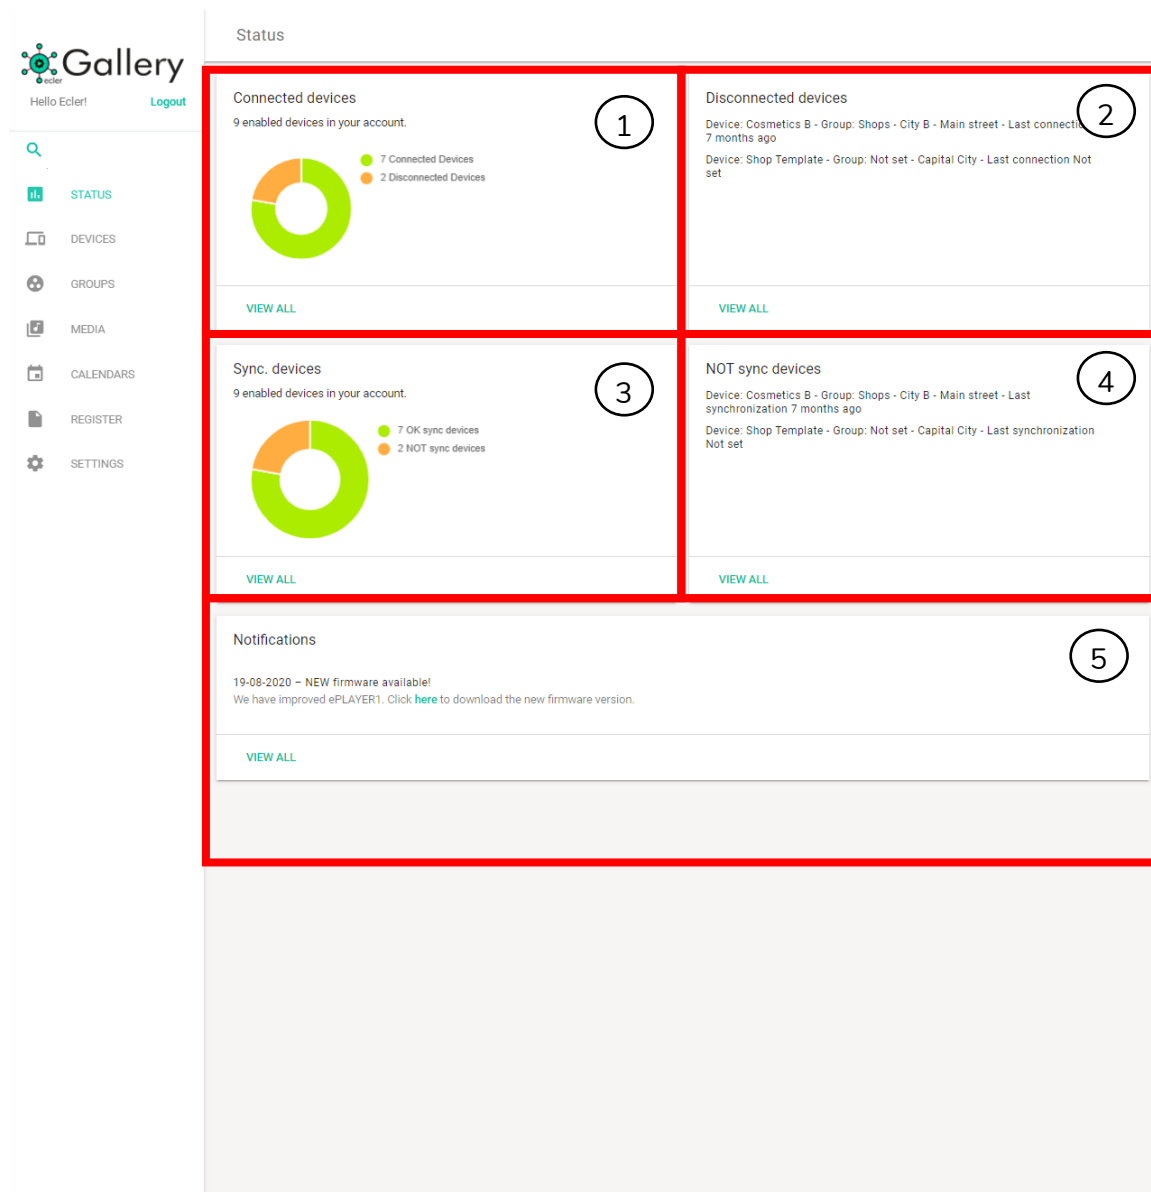 Gallery
ecler
Hello Ecler!
Logout
STATUS
DEVICES
GROUPS
MEDIA
CALENDARS
REGISTER
SETTINGS
Status
Connected devices
1
9 enabled devices in your account.
7 Connected Devices
2 Disconnected Devices
VIEW ALL
Disconnected devices
2
Device: Cosmetics B - Group: Shops - City B - Main street - Last
7 months ago
Device: Shop Template - Group: Not set - Capital City - Last connection Not
set
VIEW ALL
Sync. devices
3
9 enabled devices in your account.
7 OK sync devices
2 NOT sync devices
VIEW ALL
NOT sync devices
4
Device: Cosmetics B - Group: Shops - City B - Main street - Last
synchronization 7 months ago
Device: Shop Template - Group: Not set - Capital City - Last synchronization
Not set
VIEW ALL
Notifications
5
19-08-2020 – NEW firmware available!
We have improved ePLAYER1. Click here to download the new firmware version.
VIEW ALL